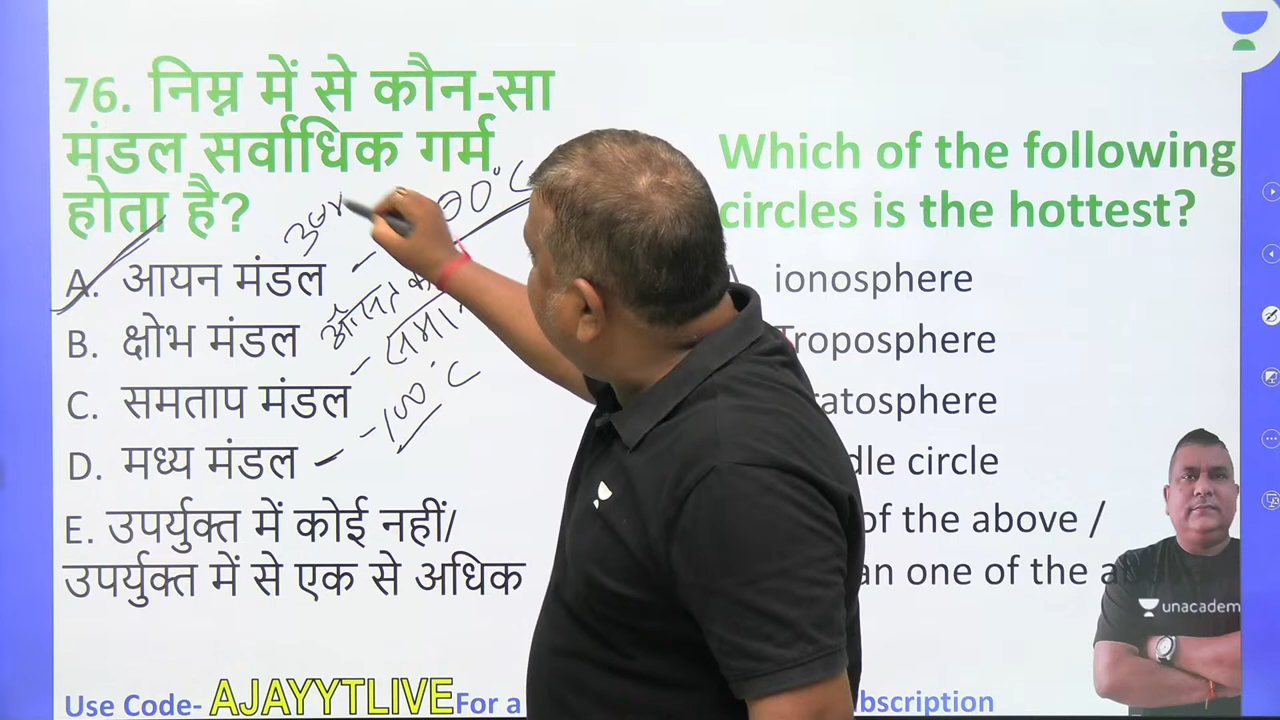 76. निम्न में से कौन-सा
मंडल सर्वाधिक गर्म
होता है?
A. आयन मंडल
B. क्षोभ मंडल
C. समताप मंडल
D. मध्य मंडल
-100°C
E. उपर्युक्त में कोई नहीं/
उपर्युक्त में से एक से अधिक
Which of the following
circles is the hottest?
ionosphere
Troposphere
ratosphere
dle circle
of the above /
an one of the a
unacadem
Use Code- AJAYYTLIVE For a
bscription